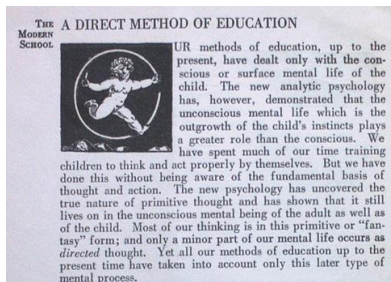 THE
MODERN
SCHOOL
A DIRECT METHOD OF EDUCATION
UR methods of education, up to the
present, have dealt only with the con-
scious or surface mental life of the
child. The new analytic psychology
has, however, demonstrated that the
unconscious mental life which is the
outgrowth of the child's instincts plays
a greater role than the conscious. We
have spent much of our time training
children to think and act properly by themselves. But we have
done this without being aware of the fundamental basis of
thought and action. The new psychology has uncovered the
true nature of primitive thought and has shown that it still
lives on in the unconscious mental being of the adult as well as
of the child. Most of our thinking is in this primitive or "fan-
tasy" form; and only a minor part of our mental life occurs as
directed thought. Yet all our methods of education up to the
present time have taken into account only this later type of
mental process.